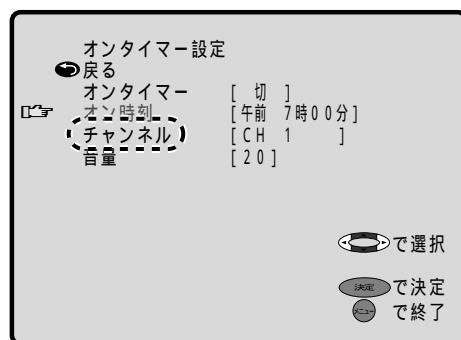 オンタイマー設定
戻る
オンタイマー [ 切 ]
オン時刻 [午前 7時00分]
チャンネル [CH 1 ]
音量 [20]
で選択
決定 で決定
メニュー で終了